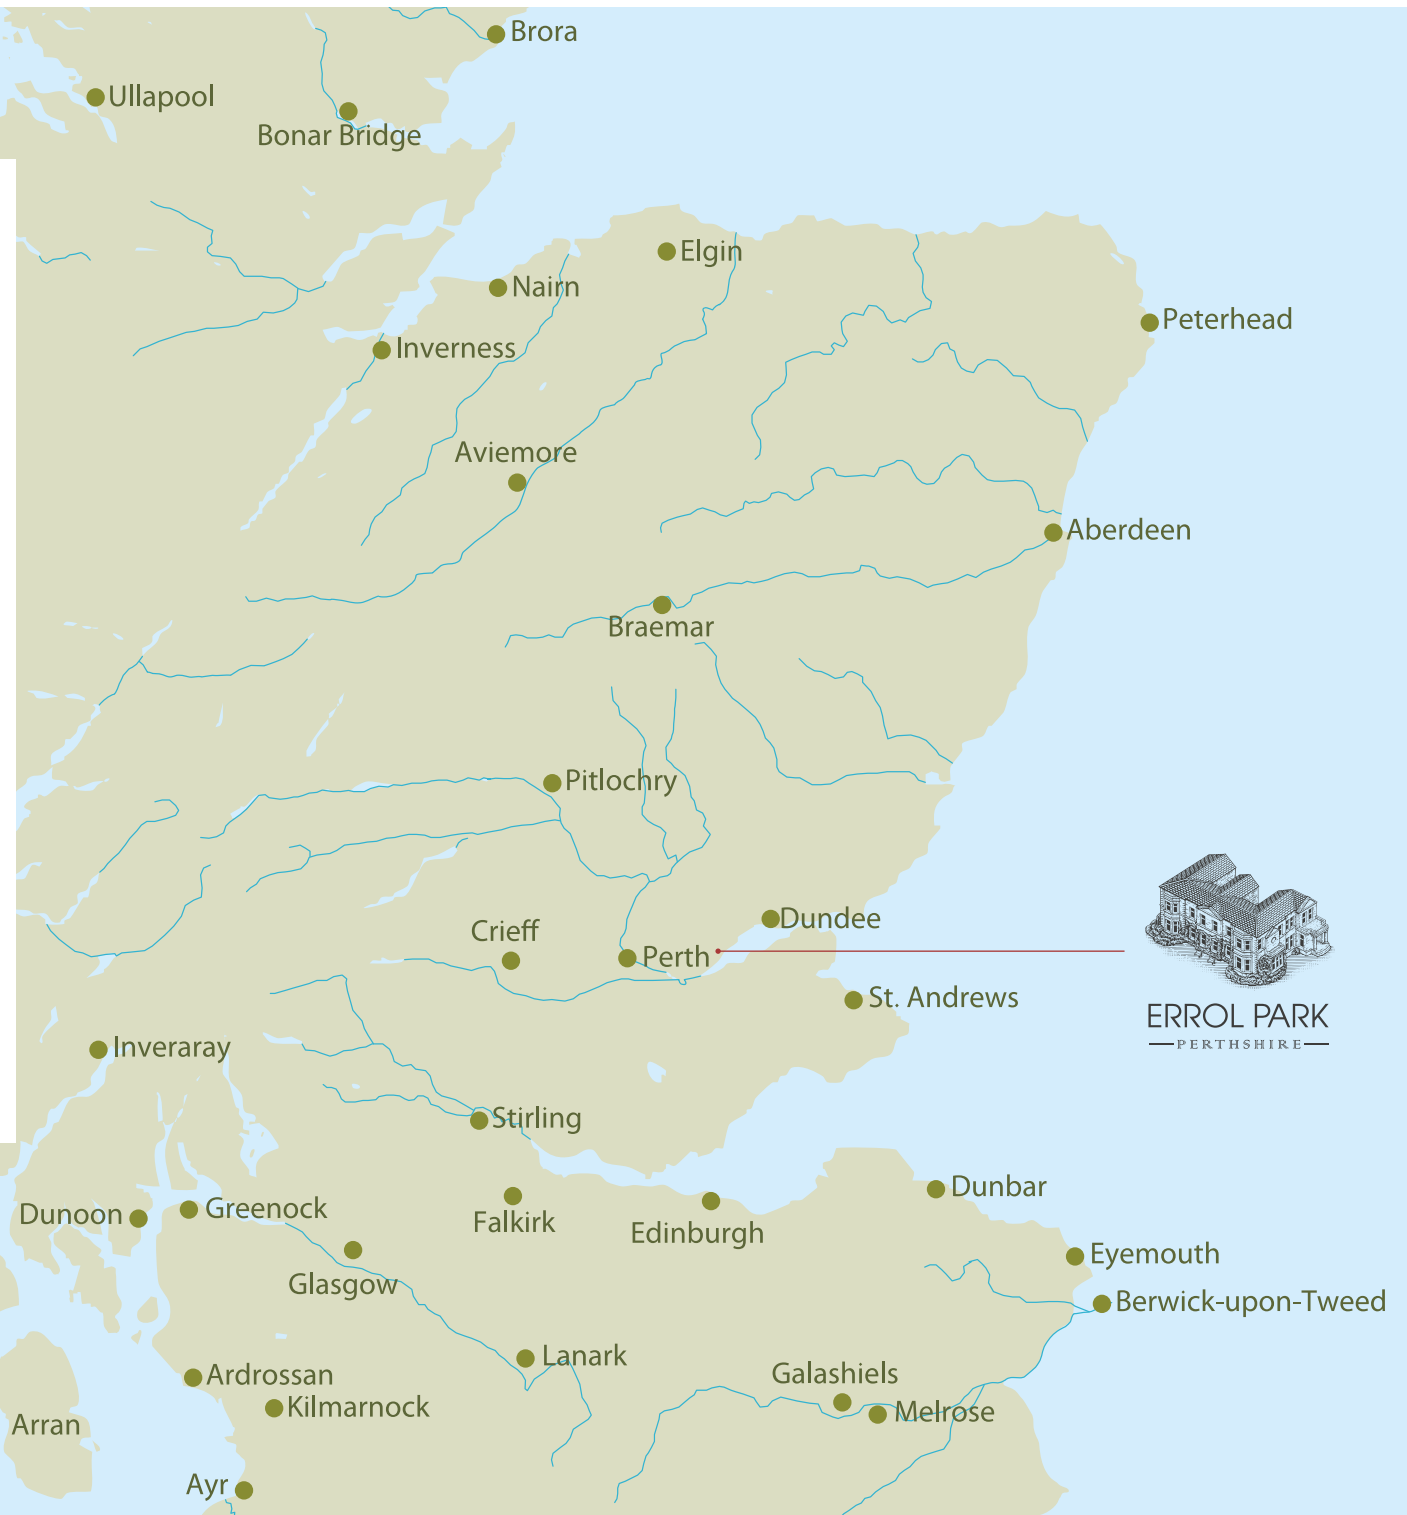 Brora
Ullapool
Bonar Bridge
Elgin
Nairn
Peterhead
Inverness
Aviemore
Aberdeen
Braemar
Pitlochry
Dundee
Crieff
Perth
St. Andrews
ERROL PARK
PERTHSHIRE
Inveraray
Stirling
Dunbar
Greenock
Dunoon
Falkirk
Edinburgh
Eyemouth
Glasgow
Berwick-upon-Tweed
Lanark
Ardrossan
Galashiels
Kilmarnock
Melrose
Arran
Ayr